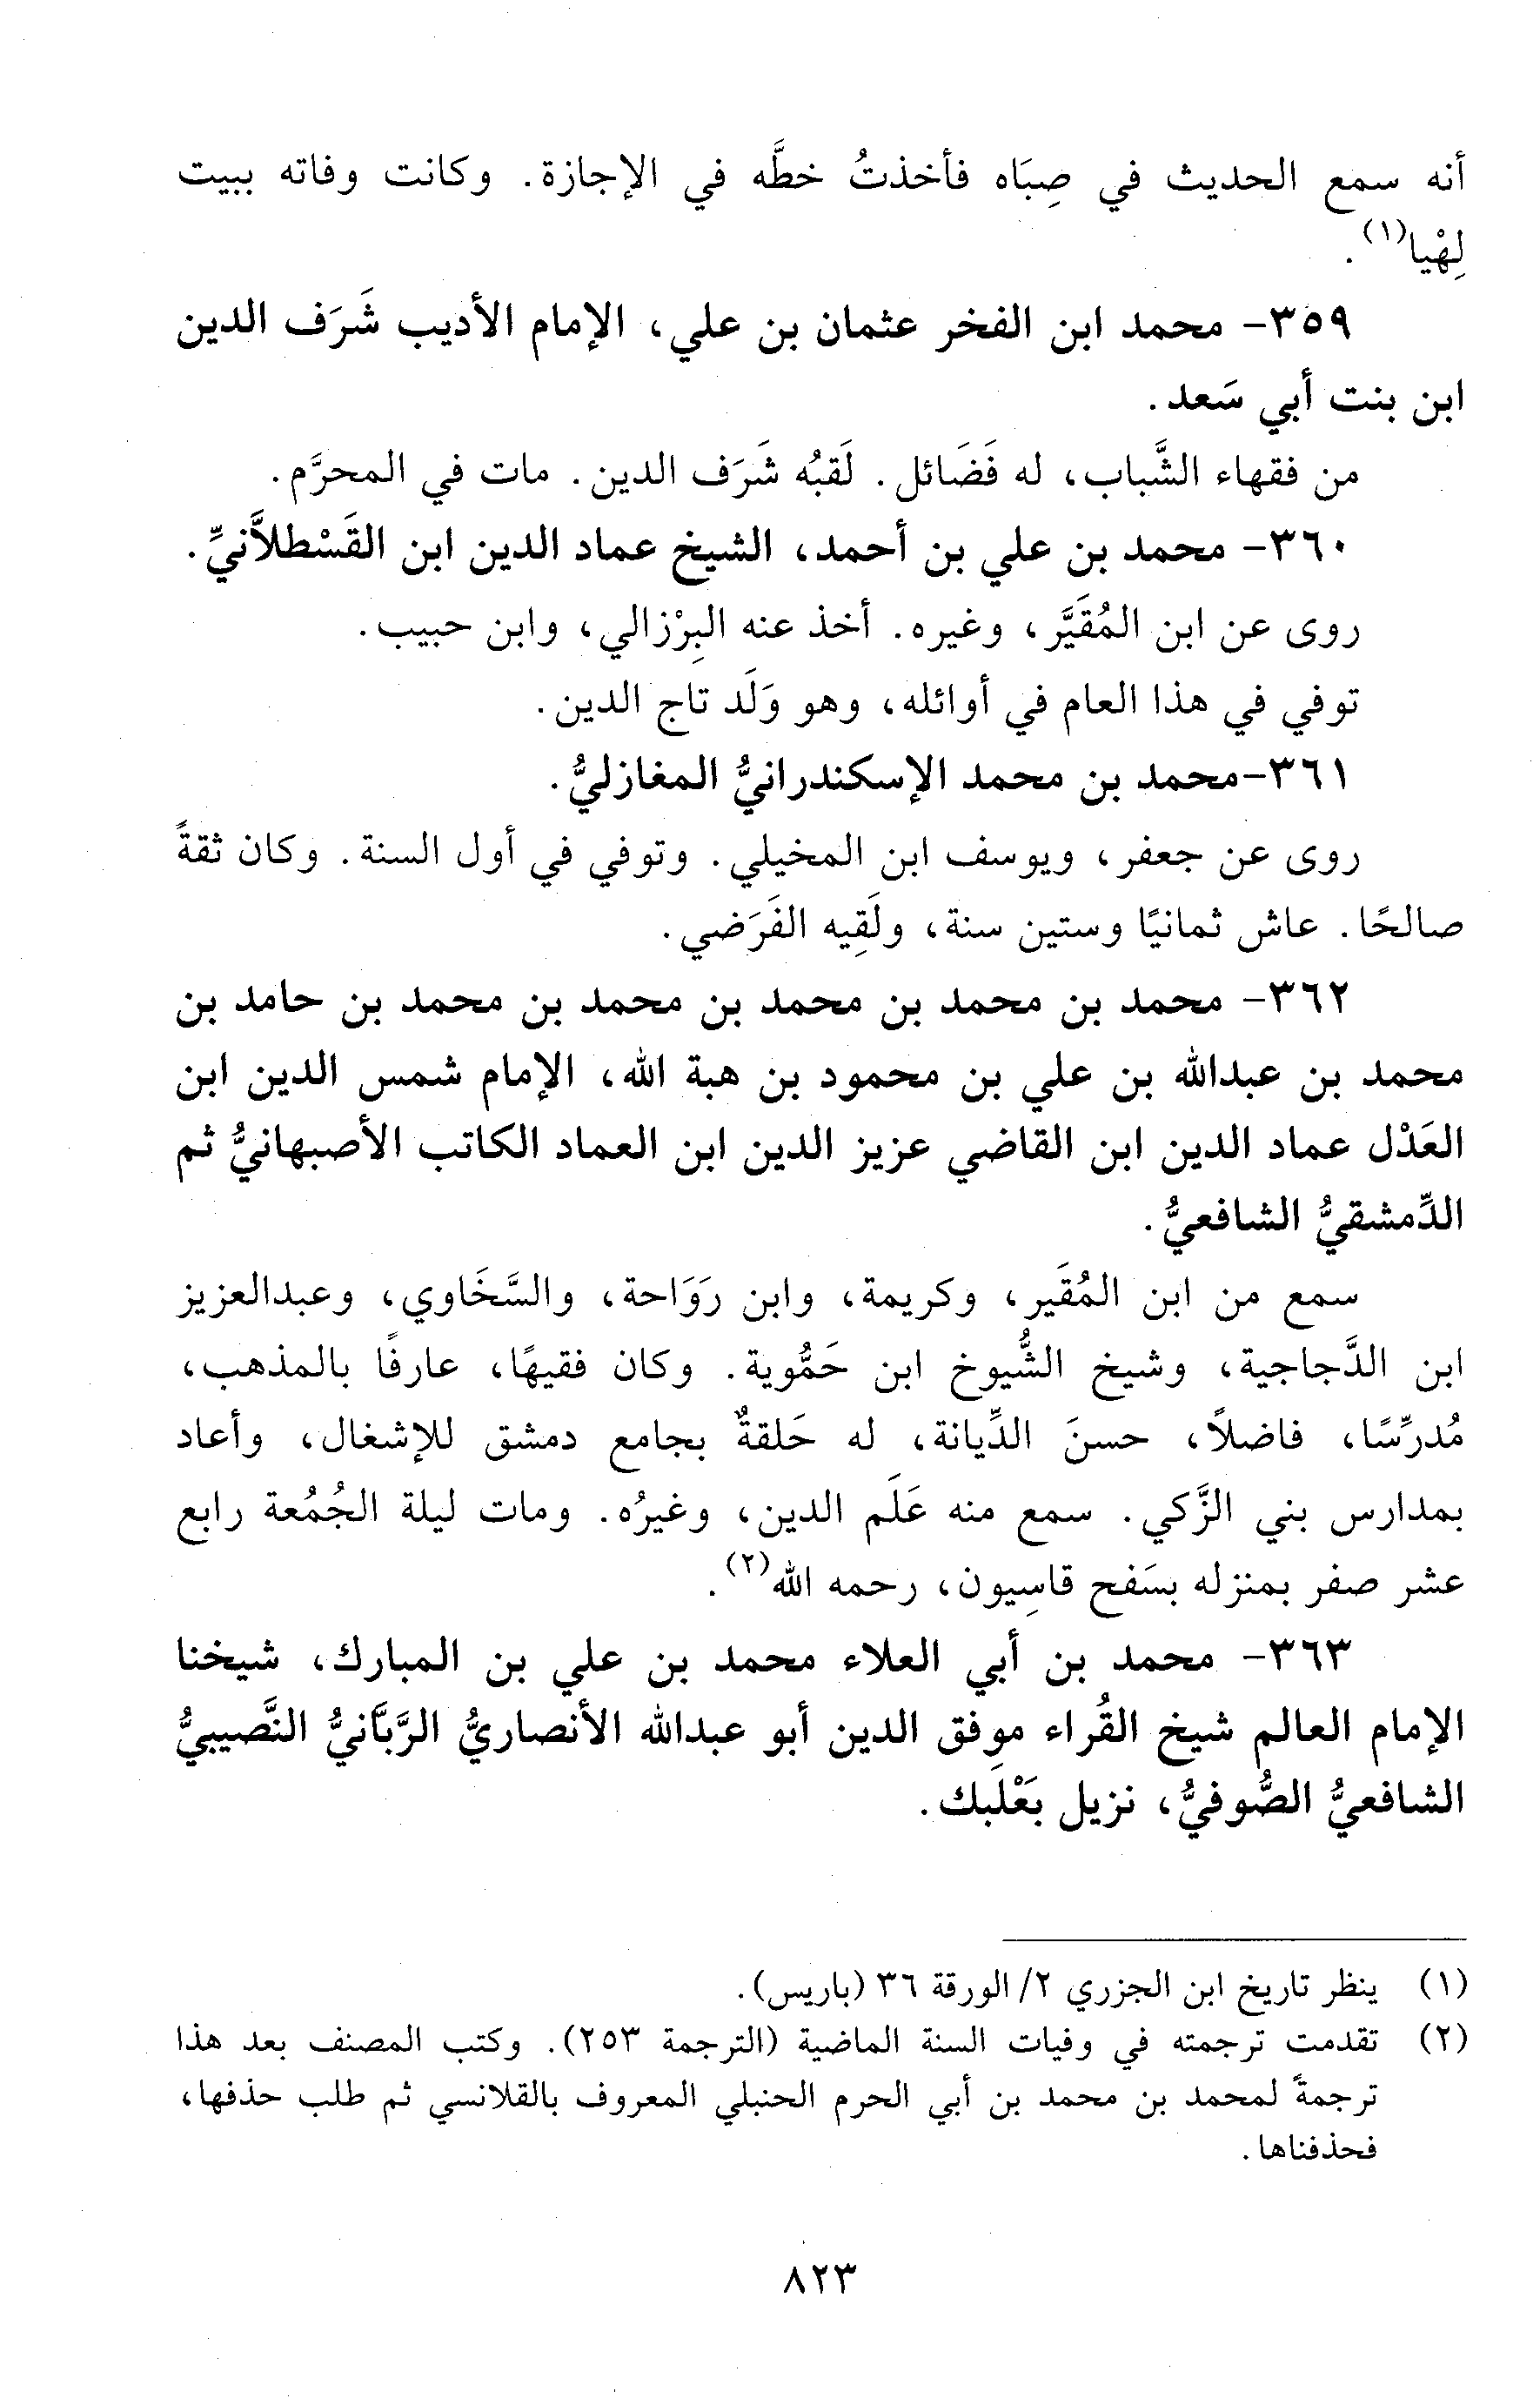 أنه سمع الحديث في صِبَاه فأخذتُ خطَّه في الإجازة. وكانت وفاته ببيت
لِهْيا(١).
٣٥٩- محمد ابن الفخر عثمان بن علي، الإمام الأديب شَرَف الدين
ابن بنت أبي سَعد.
من فقهاء الشَّباب، له فَضَائل. لَقبُه شَرَف الدين. مات في المحرَّم.
٣٦٠- محمد بن علي بن أحمد، الشيخ عماد الدين ابن القَسْطلاَّنيِّ.
روى عن ابن المُقَيَّر، وغيره. أخذ عنه البِرْزالي، وابن حبيب.
توفي في هذا العام في أوائله، وهو وَلَد تاج الدين.
٣٦١-محمد بن محمد الإسكندرانيُّ المغازليُّ.
روى عن جعفر، ويوسف ابن المخيلي. وتوفي في أول السنة. وكان ثقةً
صالحًا. عاش ثمانيًا وستين سنة، ولَقِيه الفَرَضي.
٣٦٢- محمد بن محمد بن محمد بن محمد بن محمد بن حامد بن
محمد بن عبدالله بن علي بن محمود بن هبة الله، الإمام شمس الدين ابن
العَدْل عماد الدين ابن القاضي عزيز الدين ابن العماد الكاتب الأصبهانيُّ ثم
الدِّمشقيُّ الشافعيُّ.
سمع من ابن المُقَير، وكريمة، وابن رَوَاحة، والسَّخَاوي، وعبدالعزيز
ابن الدَّجاجية، وشيخ الشُّيوخ ابن حَمُّوية. وكان فقيهًا، عارفًا بالمذهب،
مُدرِّسًا، فاضلاً، حسنَ الدِّيانة، له حَلقةٌ بجامع دمشق للإشغال، وأعاد
بمدارس بني الزَّكي. سمع منه عَلَم الدين، وغيرُه. ومات ليلة الجُمُعة رابع
عشر صفر بمنزله بسَفح قاسِيون، رحمه الله(٢).
٣٦٣- محمد بن أبي العلاء محمد بن علي بن المبارك، شيخنا
الإمام العالم شيخ القُراء موفق الدين أبو عبدالله الأنصاريُّ الرَّبَّانيُّ النَّصيبيُّ
الشافعيُّ الصُّوفيُّ، نزيل بَعْلَبك.
(١) ينظر تاريخ ابن الجزري ٢/ الورقة ٣٦ (باريس).
(٢) تقدمت ترجمته في وفيات السنة الماضية (الترجمة ٢٥٣). وكتب المصنف بعد هذا
ترجمةً لمحمد بن محمد بن أبي الحرم الحنبلي المعروف بالقلانسي ثم طلب حذفها،
فحذفناها.
٨٢٣